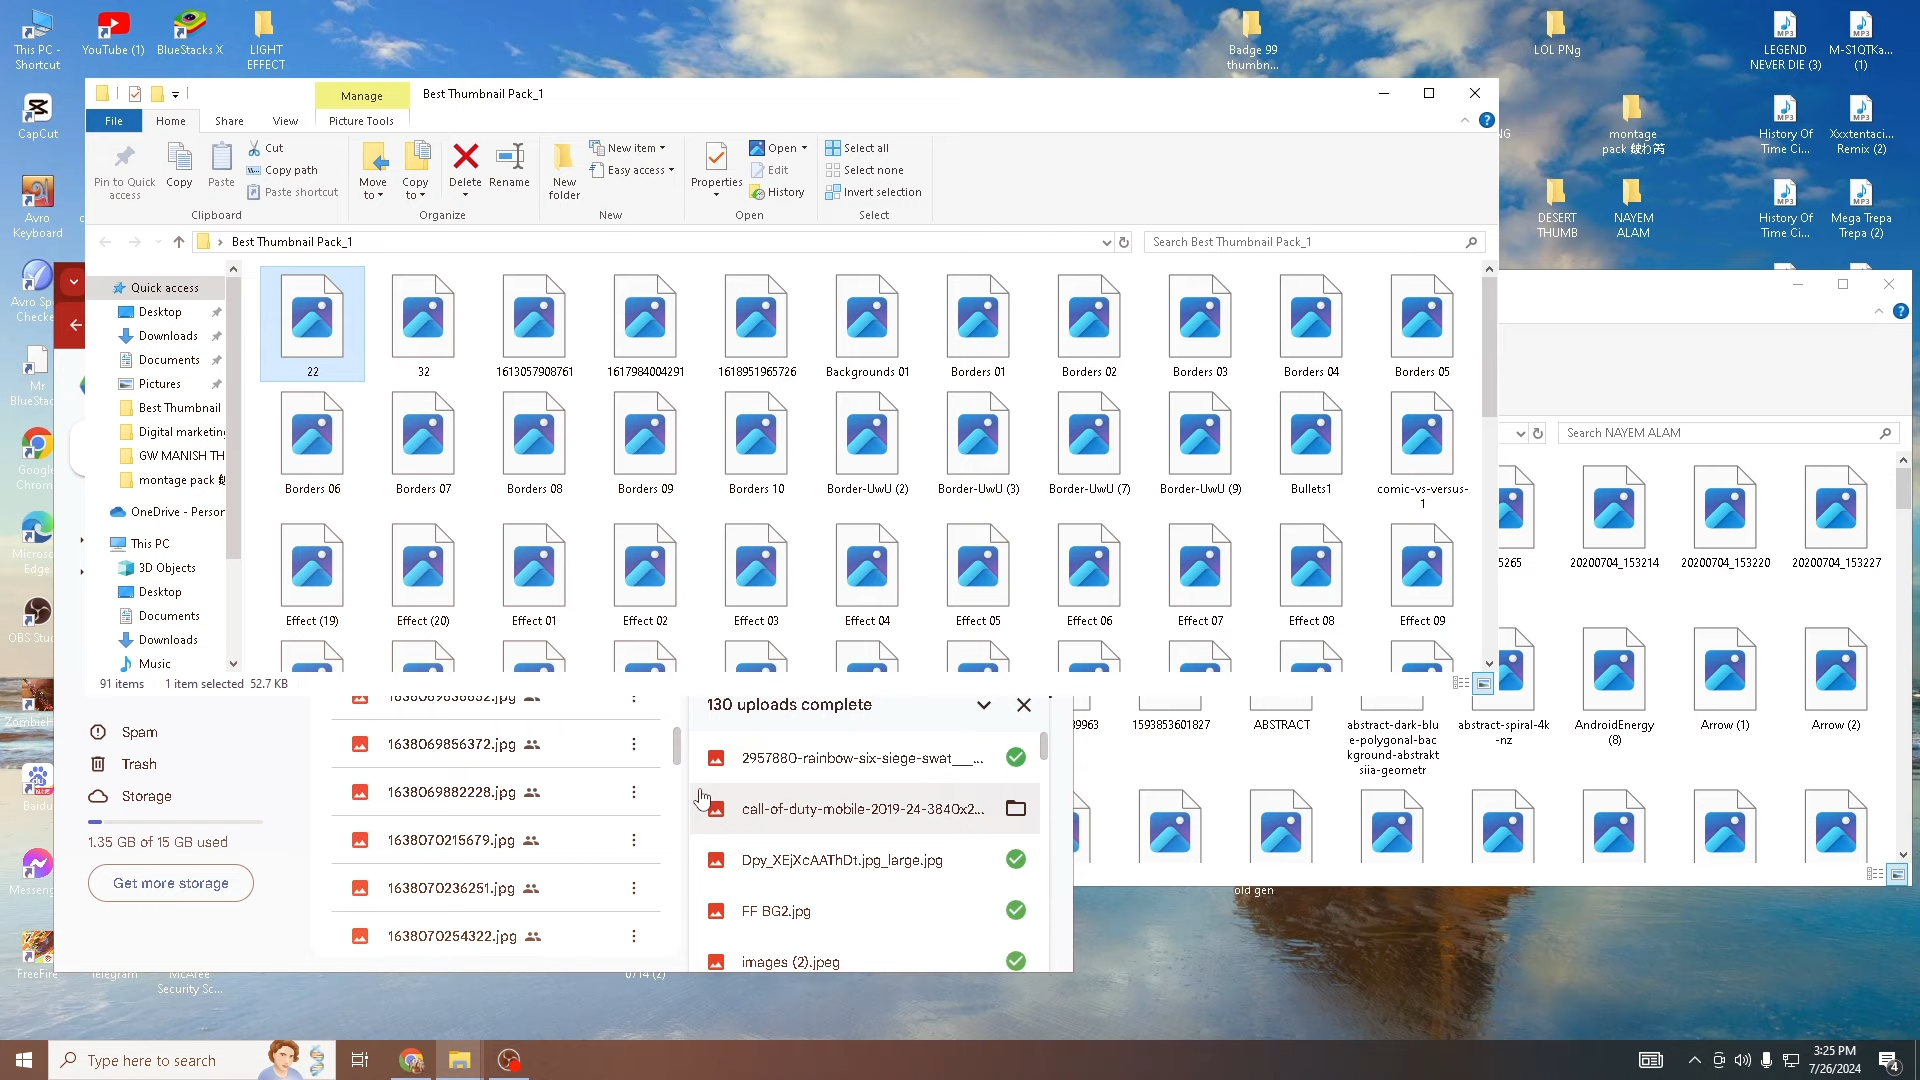 This PC -
Shortcut
YouTube (1)
BlueStacks X
LIGHT
EFFECT
Badge 99
thumbn...
LOL PNg
LEGEND
NEVER DIE (3)
M-S1QTKa...
(1)
CapCut
montage
pack
History Of
Time Ci...
Xxxtentaci...
Remix (2)
Avro
Keyboard
DESERT
THUMB
NAYEM
ALAM
History Of
Time Ci...
Mega Trepa
Trepa (2)
Manage
Best Thumbnail Pack_1
File
Home
Share
View
Picture Tools
Pin to Quick
access
Copy
Paste
Cut
Copy path
Paste shortcut
Clipboard
Move
to
Copy
to
Delete
Rename
Organize
New
folder
New item
Easy access
New
Properties
Open
Edit
History
Open
Select all
Select none
Invert selection
Select
Best Thumbnail Pack_1
Search Best Thumbnail Pack_1
Quick access
Desktop
Downloads
Documents
Pictures
Best Thumbnail
Digital marketing
GW MANISH TH
montage pack
OneDrive - Person
This PC
3D Objects
Desktop
Documents
Downloads
Music
22
32
1613057908761
1617984004291
1618951965726
Backgrounds 01
Borders 01
Borders 02
Borders 03
Borders 04
Borders 05
Borders 06
Borders 07
Borders 08
Borders 09
Borders 10
Border-UwU (2)
Border-UwU (3)
Border-UwU (7)
Border-UwU (9)
Bullets1
comic-vs-versus-
1
Effect (19)
Effect (20)
Effect 01
Effect 02
Effect 03
Effect 04
Effect 05
Effect 06
Effect 07
Effect 08
Effect 09
91 items
1 item selected 52.7 KB
Search NAYEM ALAM
5265
20200704_153214
20200704_153220
20200704_153227
39963
1593853601827
ABSTRACT
abstract-dark-blu
e-polygonal-bac
kground-abstrakt
siia-geometr
abstract-spiral-4k
-nz
AndroidEnergy
(8)
Arrow (1)
Arrow (2)
old gen
Avro Sp
Checke
Mr
BlueStac
Google
Chrom
Microso
Edge
OBS Stu
ZombieH
Baidu
Messeng
FreeFire
Telegram
McAfee
Security Sc...
Spam
Trash
Storage
1.35 GB of 15 GB used
Get more storage
1638069856372.jpg
1638069882228.jpg
1638070215679.jpg
1638070236251.jpg
1638070254322.jpg
130 uploads complete
2957880-rainbow-six-siege-swat___...
call-of-duty-mobile-2019-24-3840x2...
Dpy_XEjXcAAThDt.jpg_large.jpg
FF BG2.jpg
images (2).jpeg
Type here to search
3:25 PM
7/26/2024
4